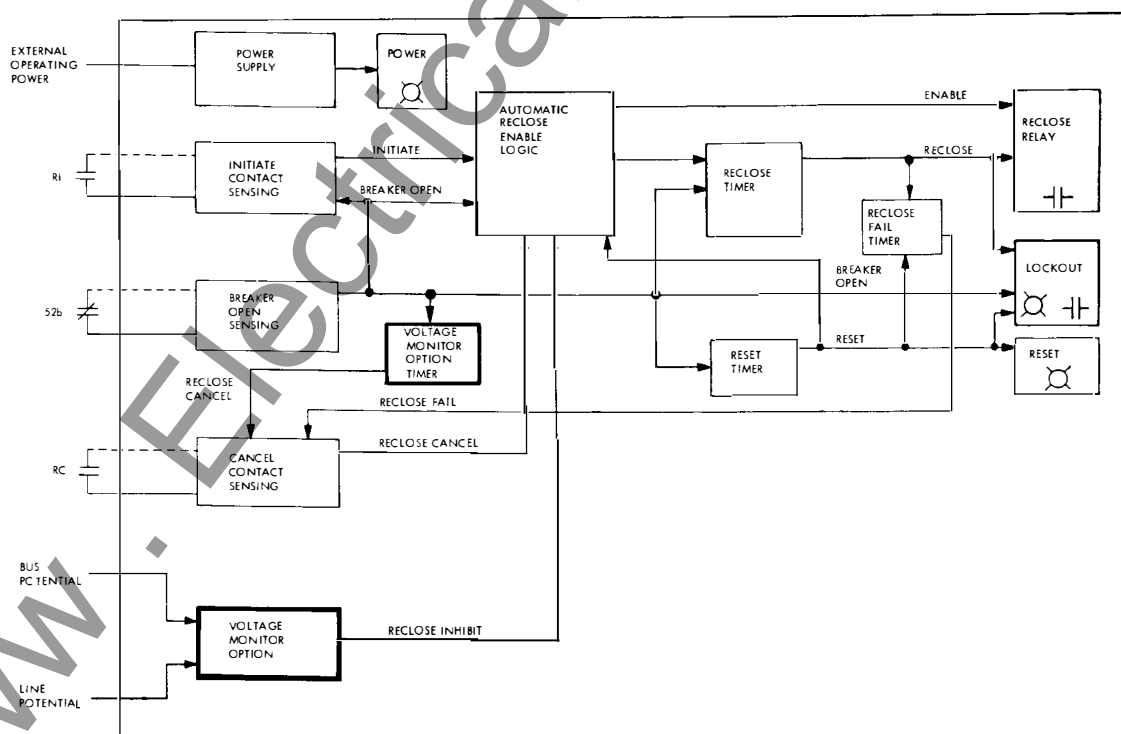 EXTERNAL
OPERATING
POWER
POWER
SUPPLY
POWER
AUTOMATIC
RECLOSE
ENABLE
LOGIC
ENABLE
RECLOSE
RELAY
RI
INITIATE
CONTACT
SENSING
INITIATE
BREAKER OPEN
RECLOSE
TIMER
RECLOSE
RECLOSE
FAIL
TIMER
BREAKER
OPEN
LOCKOUT
52b
BREAKER
OPEN
SENSING
VOLTAGE
MONITOR
OPTION
TIMER
RESET
TIMER
RESET
RESET
RECLOSE
CANCEL
RECLOSE FAIL
RC
CANCEL
CONTACT
SENSING
RECLOSE CANCEL
BUS
PCTENTIAL
VOLTAGE
MONITOR
OPTION
RECLOSE INHIBIT
LINE
POTENTIAL
w . Electrica